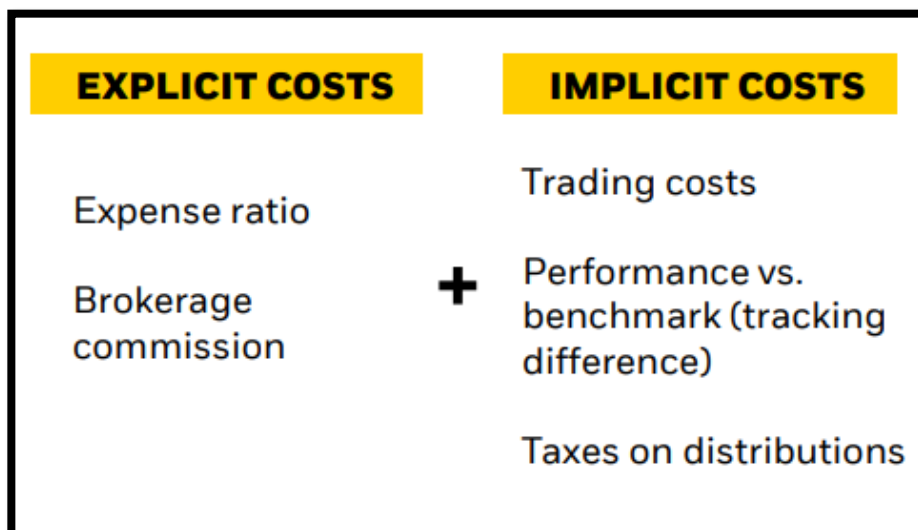 EXPLICIT COSTS
Expense ratio
Brokerage
commission
+
IMPLICIT COSTS
Trading costs
Performance vs.
benchmark (tracking
difference)
Taxes on distributions